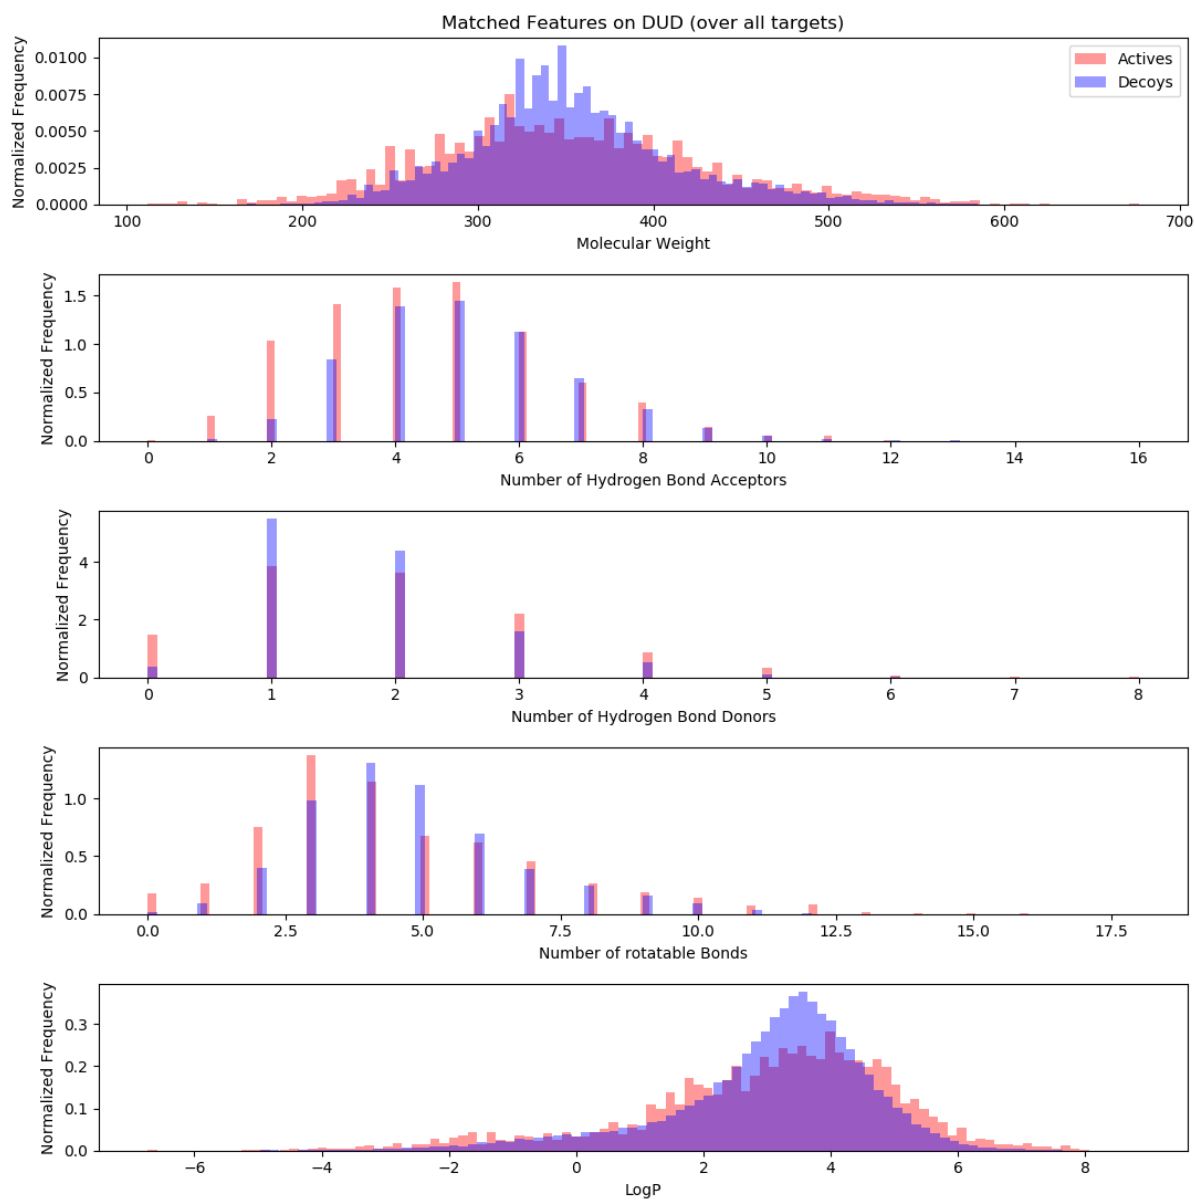 Matched Features on DUD (over all targets)
Normalized Frequency
0.0100
0.0075
0.0050
0.0025
0.0000
Actives
Decoys
100 200 300 400 500 600 700
Molecular Weight
Normalized Frequency
1.5
1.0
0.5
0.0
0 2 4 6 8 10 12 14 16
Number of Hydrogen Bond Acceptors
Normalized Frequency
4
2
0
0 1 2 3 4 5 6 7 8
Number of Hydrogen Bond Donors
Normalized Frequency
1.0
0.5
0.0
0.0 2.5 5.0 7.5 10.0 12.5 15.0 17.5
Number of rotatable Bonds
Normalized Frequency
0.3
0.2
0.1
0.0
−6 −4 −2 0 2 4 6 8
LogP